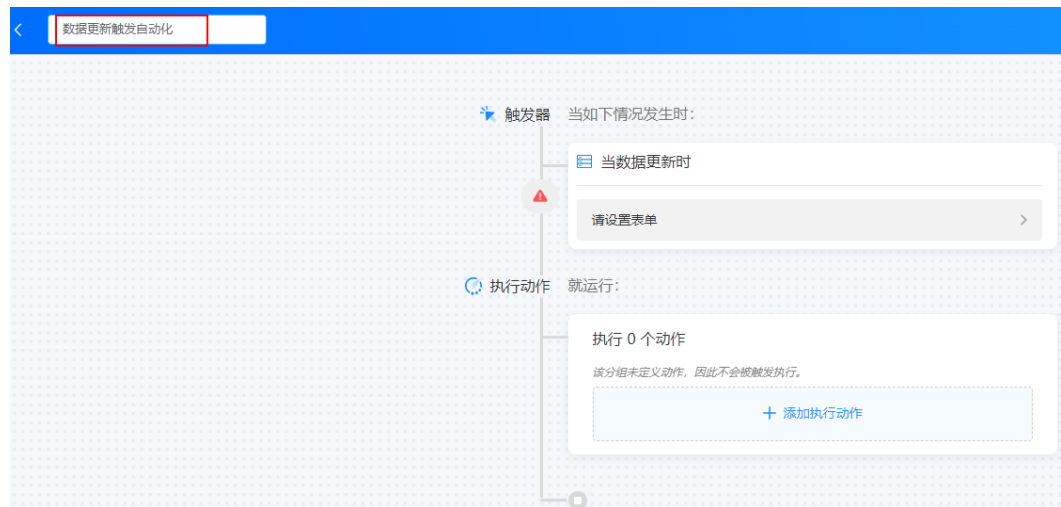 数据更新触发自动化
触发器 当如下情况发生时：
当数据更新时
请设置表单
执行动作 就运行：
执行 0 个动作
该分组未定义动作，因此不会被触发执行。
+ 添加执行动作